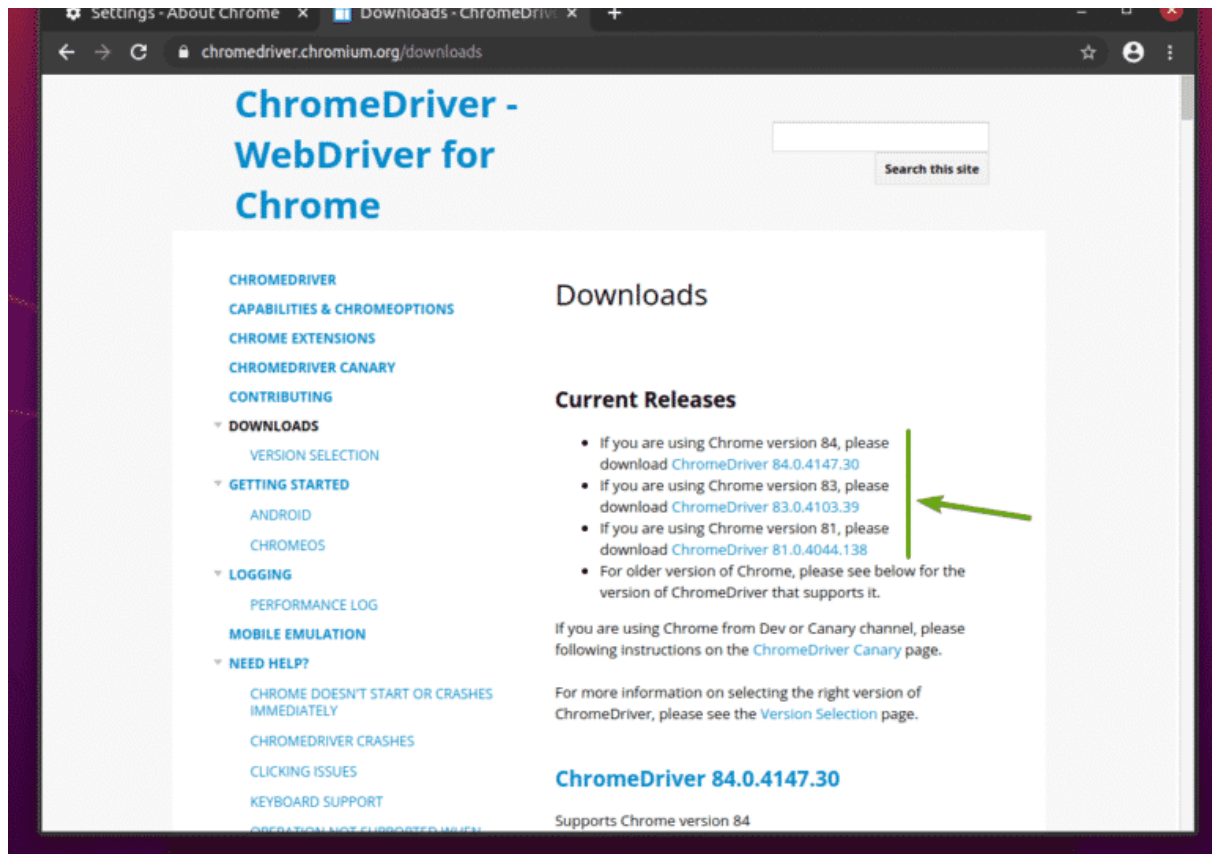 Settings - About Chrome
Downloads - ChromeDriv
chromedriver.chromium.org/downloads
ChromeDriver -
WebDriver for
Chrome
Search this site
CHROMEDRIVER
CAPABILITIES & CHROMEOPTIONS
CHROME EXTENSIONS
CHROMEDRIVER CANARY
CONTRIBUTING
DOWNLOADS
VERSION SELECTION
GETTING STARTED
ANDROID
CHROMEOS
LOGGING
PERFORMANCE LOG
MOBILE EMULATION
NEED HELP?
CHROME DOESN'T START OR CRASHES
IMMEDIATELY
CHROMEDRIVER CRASHES
CLICKING ISSUES
KEYBOARD SUPPORT
OPERATION NOT SUPPORTED WHEN
Downloads
Current Releases
If you are using Chrome version 84, please
download ChromeDriver 84.0.4147.30
If you are using Chrome version 83, please
download ChromeDriver 83.0.4103.39
If you are using Chrome version 81, please
download ChromeDriver 81.0.4044.138
For older version of Chrome, please see below for the
version of ChromeDriver that supports it.
If you are using Chrome from Dev or Canary channel, please
following instructions on the ChromeDriver Canary page.
For more information on selecting the right version of
ChromeDriver, please see the Version Selection page.
ChromeDriver 84.0.4147.30
Supports Chrome version 84